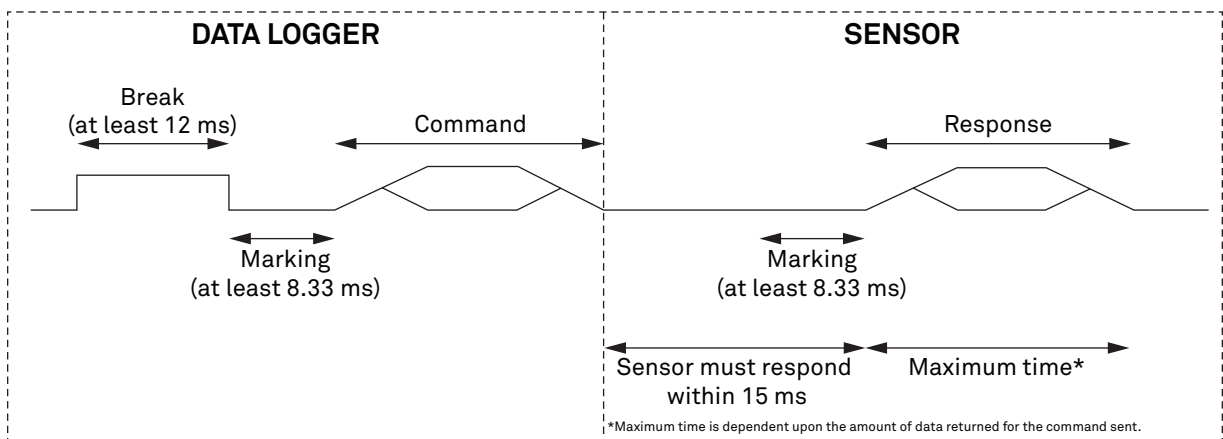 DATA LOGGER
SENSOR
Break
(at least 12 ms)
Command
Response
Marking
(at least 8.33 ms)
Marking
(at least 8.33 ms)
Sensor must respond
within 15 ms
Maximum time*
*Maximum time is dependent upon the amount of data returned for the command sent.